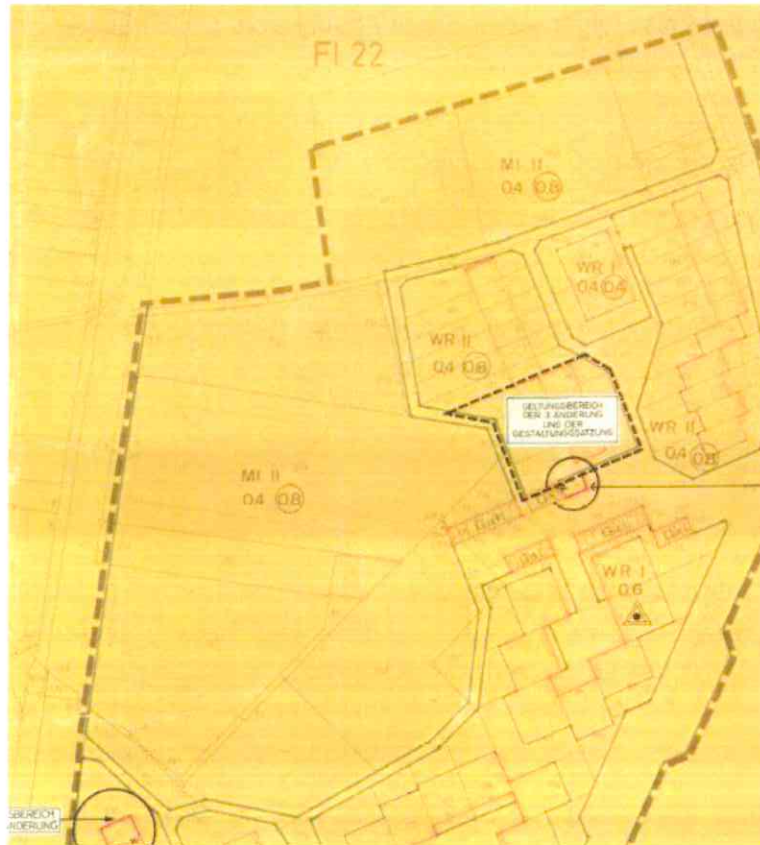 Fl 22
MI II
0.4 0.8
WR I
0.4 0.4
WR II
0.4 0.8
GELTUNGSBEREICH
DER 3. ÄNDERUNG
UND DER
GESTALTUNGSSATZUNG
WR II
0.4 0.8
MI II
0.4 0.8
WR I
0.6
SBEREICH
ÄNDERUNG